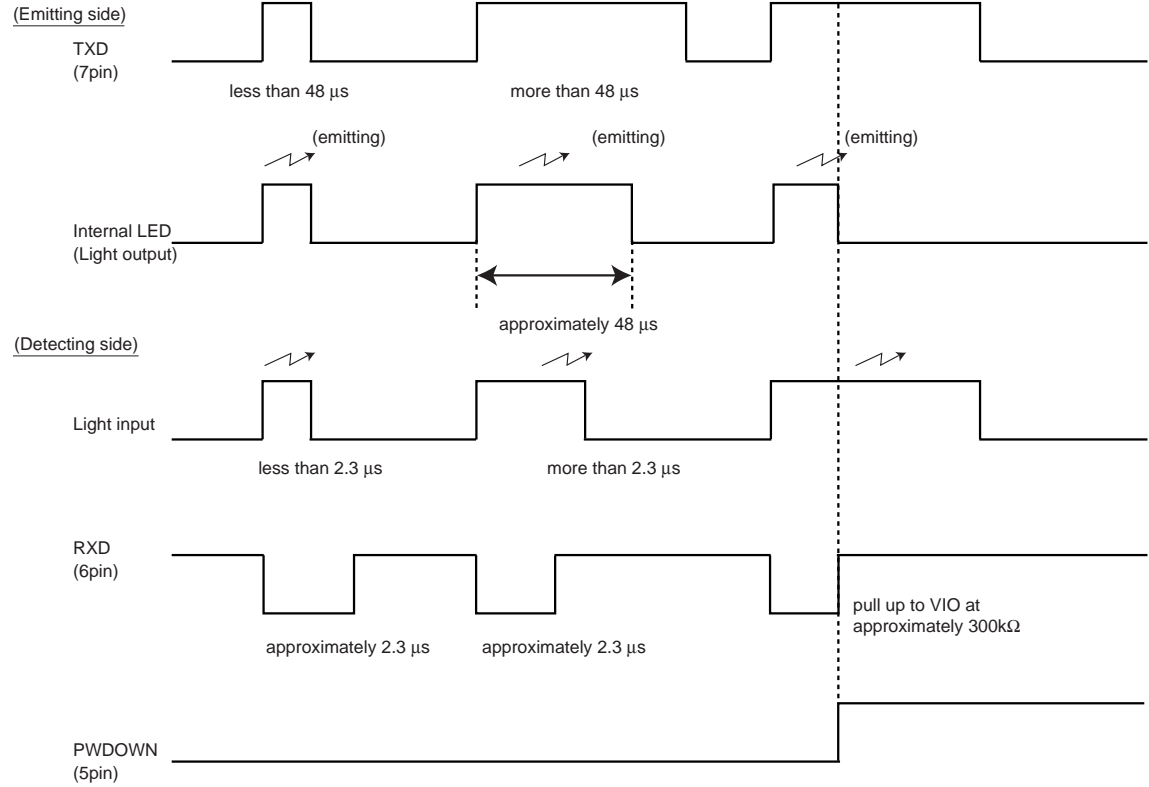 (Emitting side)
TXD
(7pin)
less than 48 μs
more than 48 μs
(emitting)
(emitting)
(emitting)
Internal LED
(Light output)
approximately 48 μs
(Detecting side)
Light input
less than 2.3 μs
more than 2.3 μs
RXD
(6pin)
pull up to VIO at
approximately 300kΩ
approximately 2.3 μs
approximately 2.3 μs
PWDOWN
(5pin)